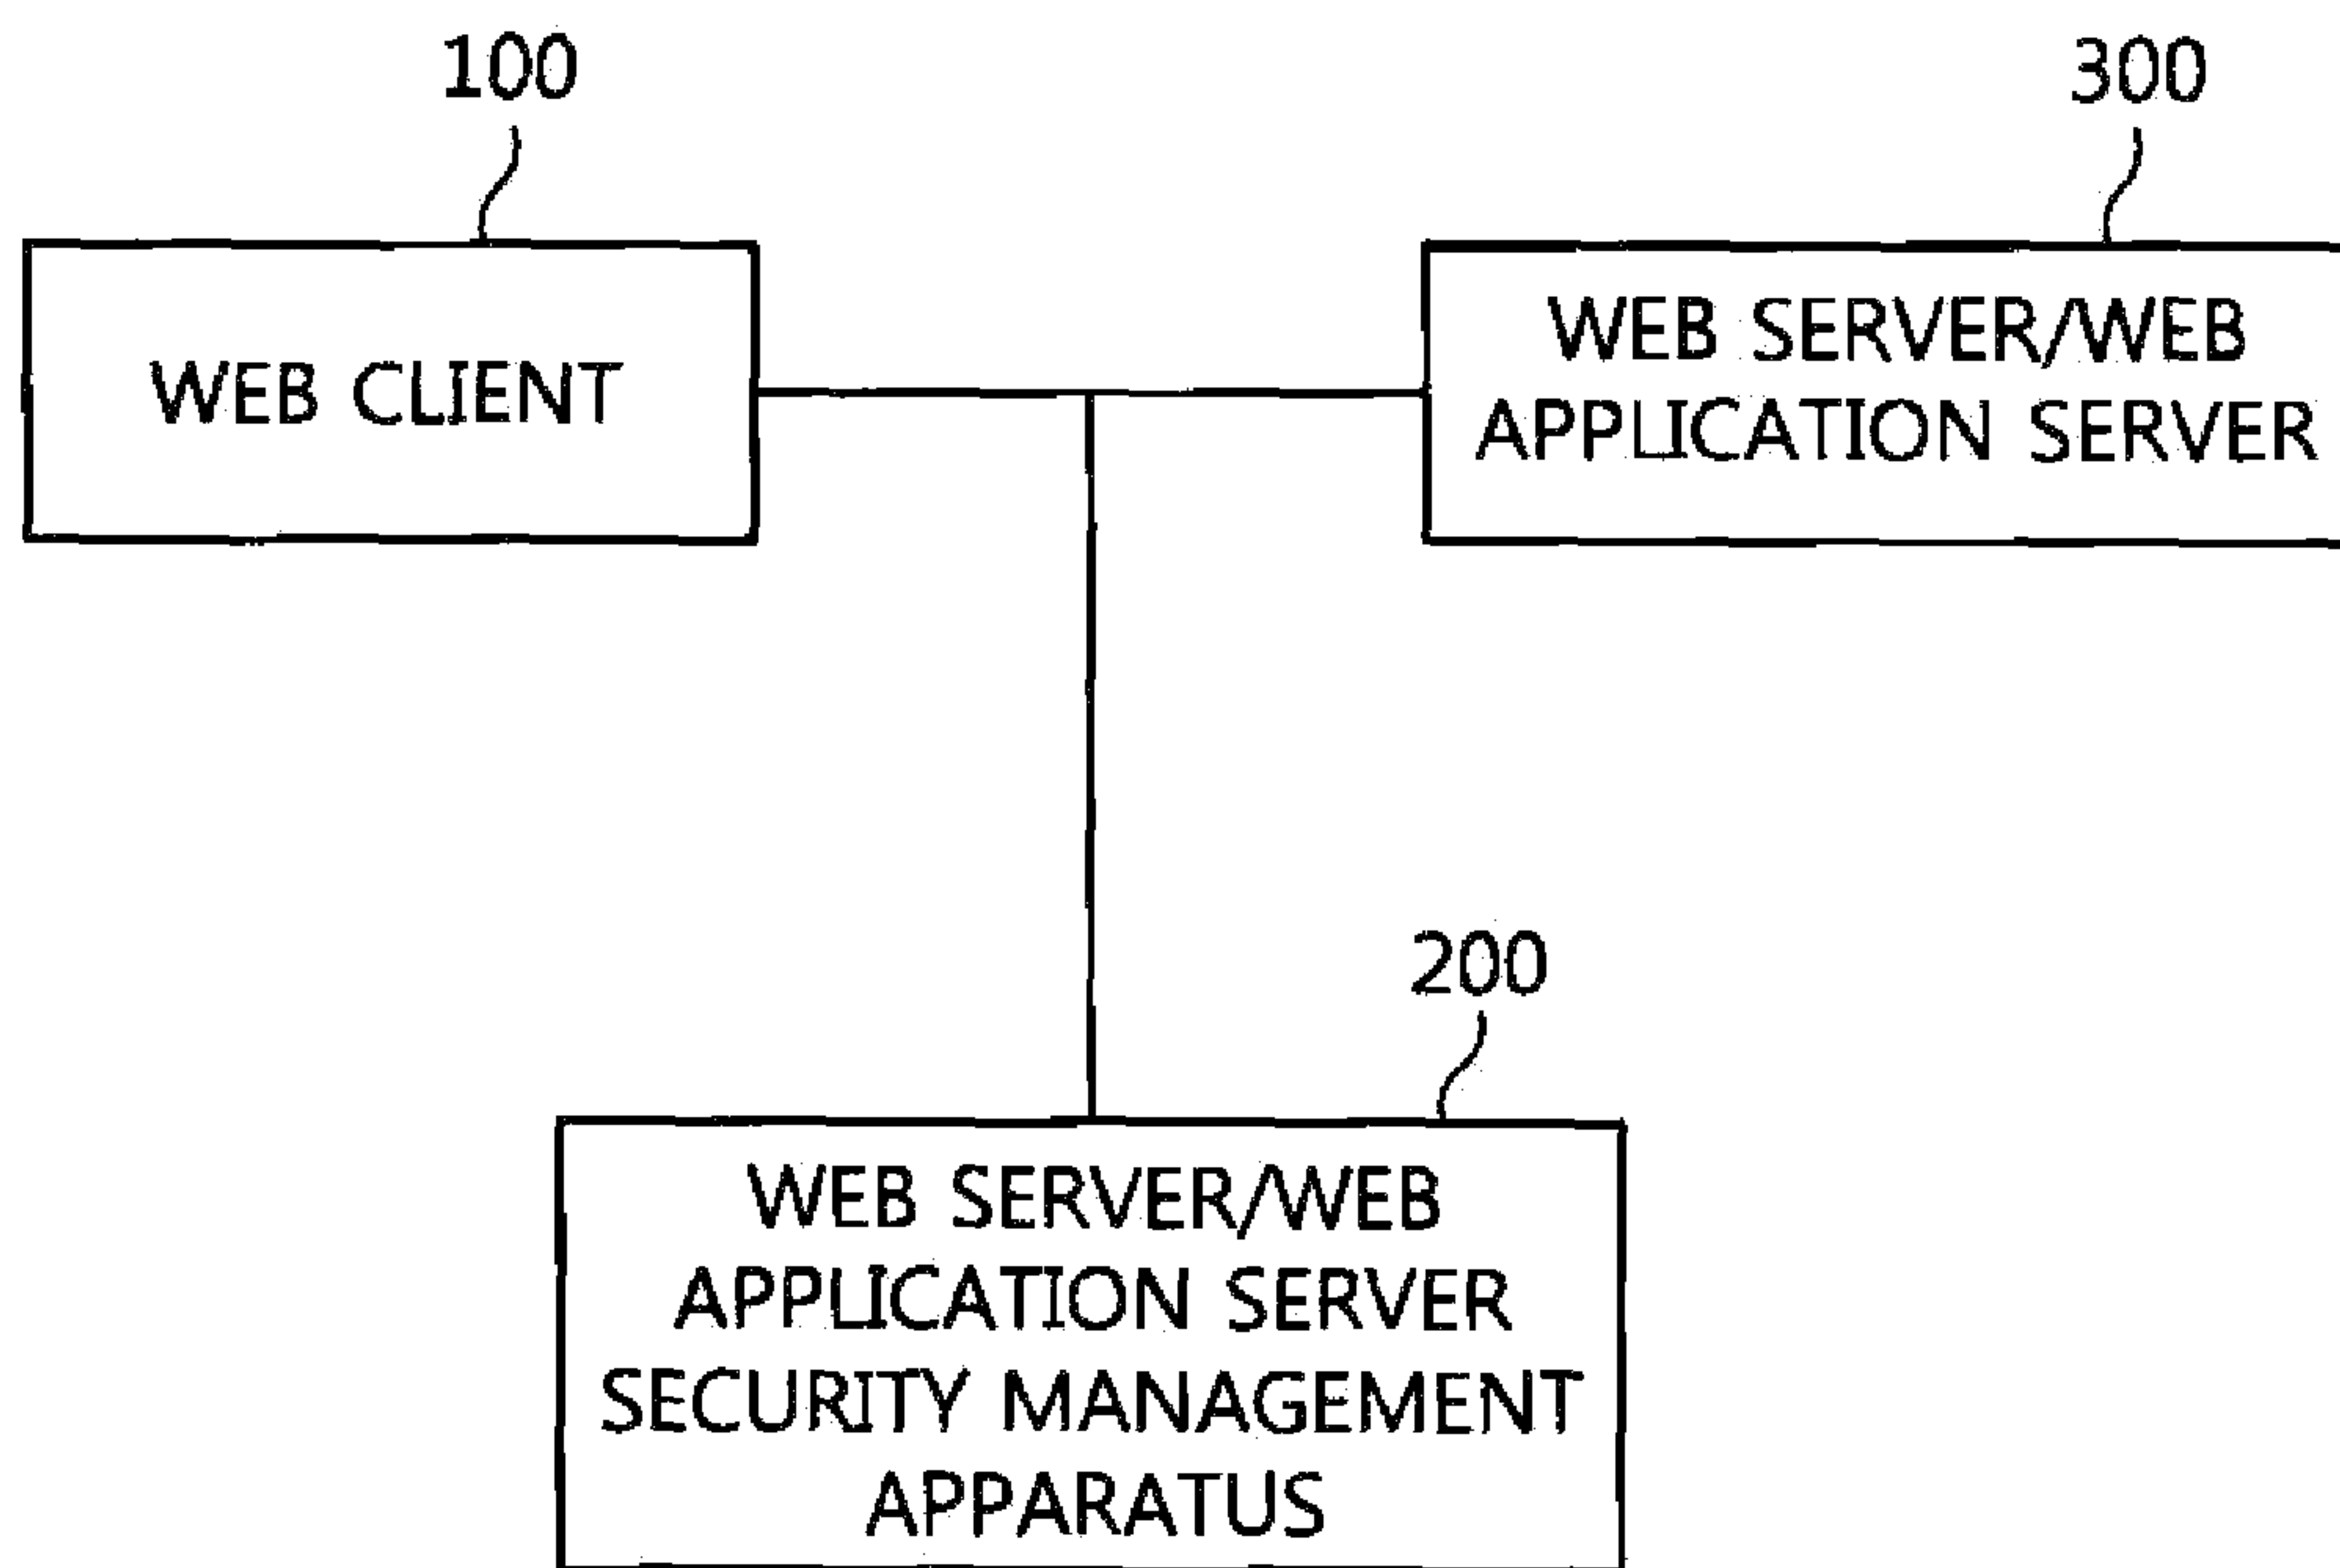 100
300
WEB CLIENT
WEB SERVER/WEB
APPLICATION SERVER
200
WEB SERVER/WEB
APPLICATION SERVER
SECURITY MANAGEMENT
APPARATUS